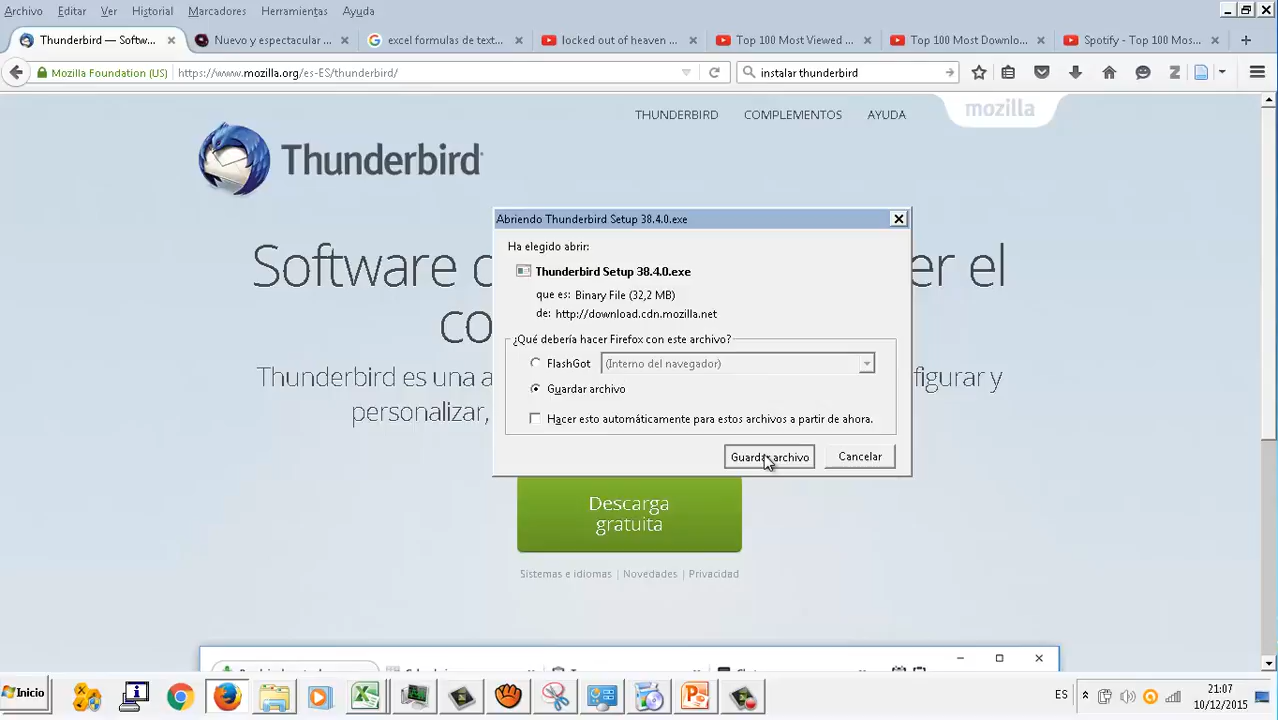 Archivo Editar Ver Historial Marcadores Herramientas Ayuda
Thunderbird — Softw... Nuevo y espectacular ... excel formulas de text... locked out of heaven ... Top 100 Most Viewed ... Top 100 Most Downlo... Spotify - Top 100 Mos...
Mozilla Foundation (US) https://www.mozilla.org/es-ES/thunderbird/ instalar thunderbird
THUNDERBIRD COMPLEMENTOS AYUDA mozilla
Thunderbird
Abriendo Thunderbird Setup 38.4.0.exe
Ha elegido abrir:
Thunderbird Setup 38.4.0.exe
que es: Binary File (32,2 MB)
de: http://download.cdn.mozilla.net
¿Qué debería hacer Firefox con este archivo?
FlashGot (Interno del navegador)
Guardar archivo
Hacer esto automáticamente para estos archivos a partir de ahora.
Guardar archivo Cancelar
Software er el
co
Thunderbird es una a figurar y
personalizar,
Descarga
gratuita
Sistemas e idiomas | Novedades | Privacidad
Inicio ES 21:07
10/12/2015